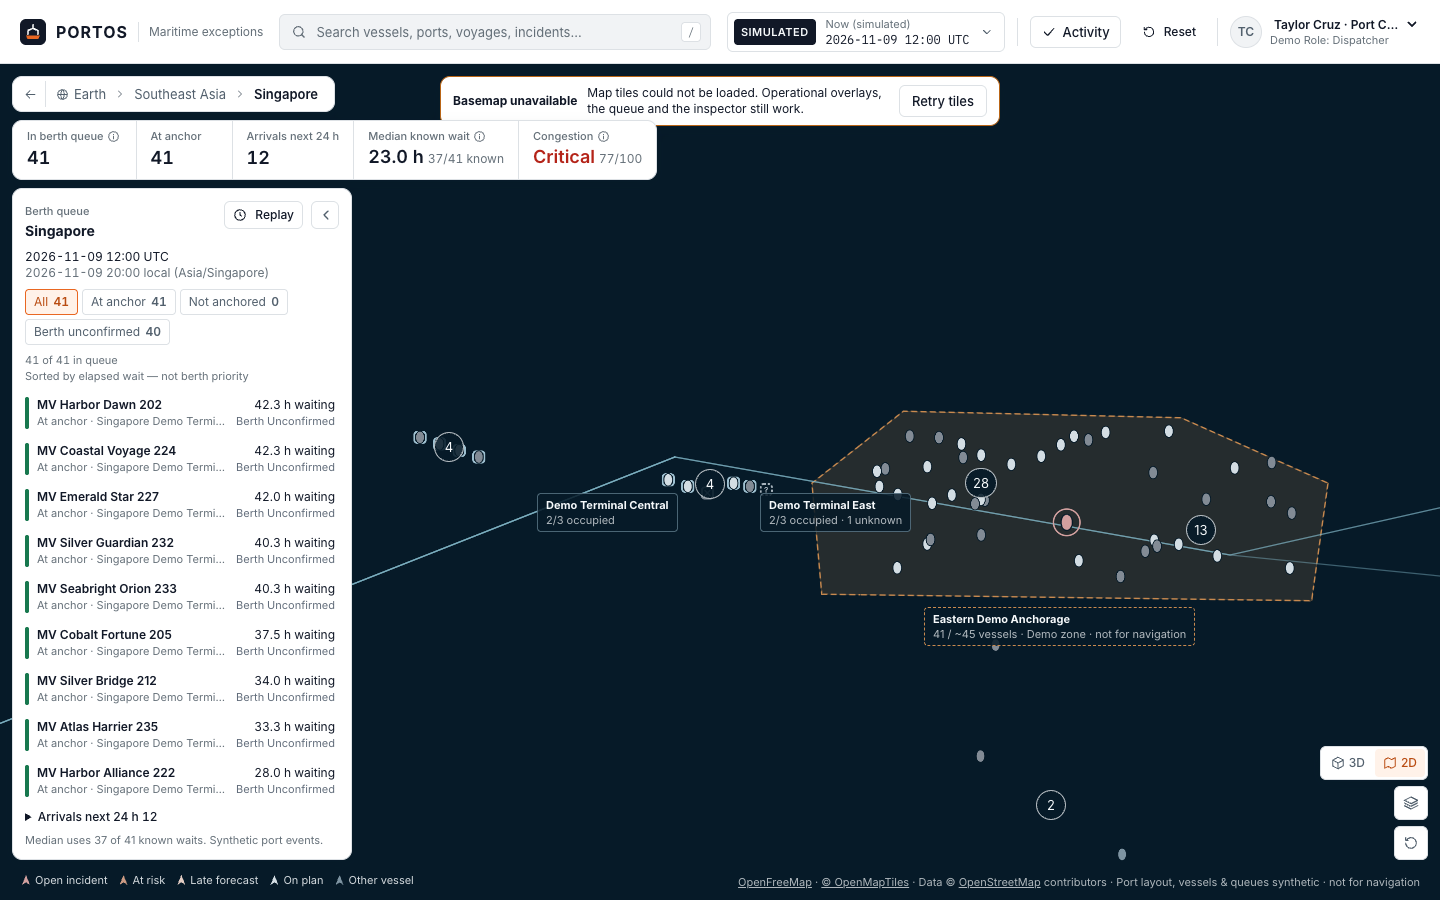 PORTOS
Maritime exceptions
Search vessels, ports, voyages, incidents...
/
SIMULATED
Now (simulated)
2026-11-09 12:00 UTC
Activity
Reset
TC
Taylor Cruz · Port C...
Demo Role: Dispatcher
Earth
Southeast Asia
Singapore
Basemap unavailable
Map tiles could not be loaded. Operational overlays,
the queue and the inspector still work.
Retry tiles
In berth queue
41
At anchor
41
Arrivals next 24 h
12
Median known wait
23.0 h 37/41 known
Congestion
Critical 77/100
Berth queue
Singapore
Replay
2026-11-09 12:00 UTC
2026-11-09 20:00 local (Asia/Singapore)
All 41
At anchor 41
Not anchored 0
Berth unconfirmed 40
41 of 41 in queue
Sorted by elapsed wait — not berth priority
MV Harbor Dawn 202 42.3 h waiting
At anchor · Singapore Demo Termi... Berth Unconfirmed
MV Coastal Voyage 224 42.3 h waiting
At anchor · Singapore Demo Termi... Berth Unconfirmed
MV Emerald Star 227 42.0 h waiting
At anchor · Singapore Demo Termi... Berth Unconfirmed
MV Silver Guardian 232 40.3 h waiting
At anchor · Singapore Demo Termi... Berth Unconfirmed
MV Seabright Orion 233 40.3 h waiting
At anchor · Singapore Demo Termi... Berth Unconfirmed
MV Cobalt Fortune 205 37.5 h waiting
At anchor · Singapore Demo Termi... Berth Unconfirmed
MV Silver Bridge 212 34.0 h waiting
At anchor · Singapore Demo Termi... Berth Unconfirmed
MV Atlas Harrier 235 33.3 h waiting
At anchor · Singapore Demo Termi... Berth Unconfirmed
MV Harbor Alliance 222 28.0 h waiting
At anchor · Singapore Demo Termi... Berth Unconfirmed
Arrivals next 24 h 12
Median uses 37 of 41 known waits. Synthetic port events.
4
4
?
28
13
2
Demo Terminal Central
2/3 occupied
Demo Terminal East
2/3 occupied · 1 unknown
Eastern Demo Anchorage
41 / ~45 vessels · Demo zone · not for navigation
3D
2D
Open incident
At risk
Late forecast
On plan
Other vessel
OpenFreeMap · © OpenMapTiles · Data © OpenStreetMap contributors · Port layout, vessels & queues synthetic · not for navigation